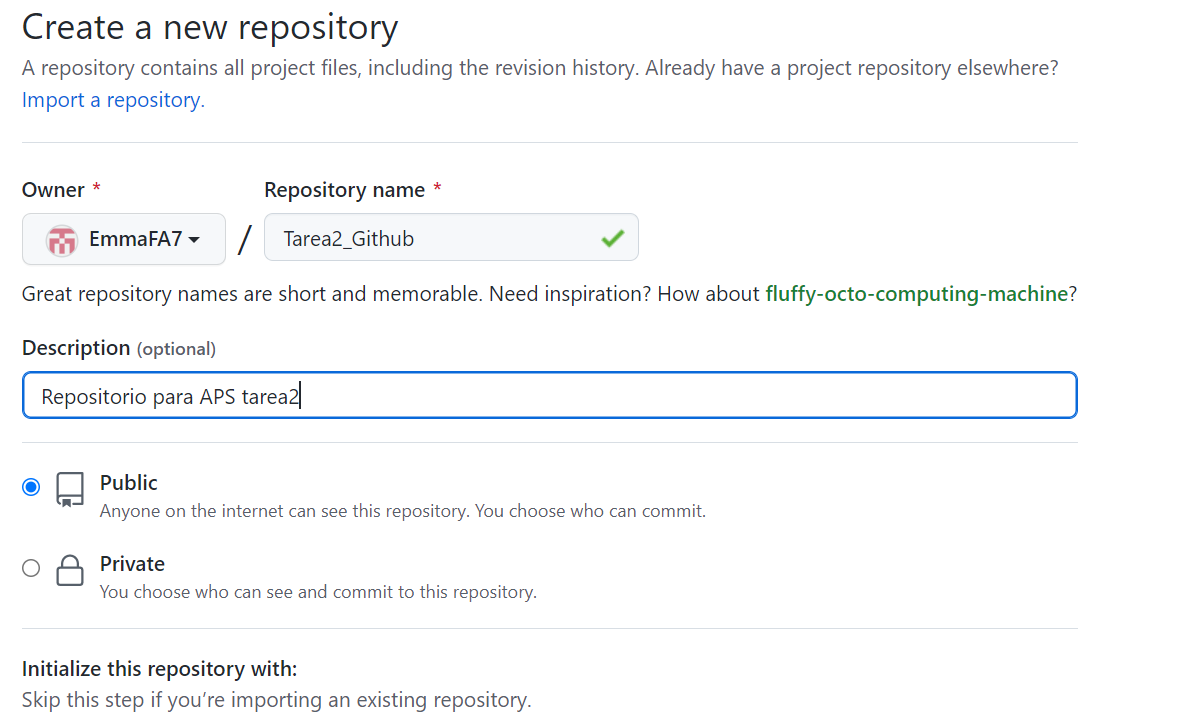 Create a new repository
A repository contains all project files, including the revision history. Already have a project repository elsewhere?
Import a repository.
Owner * Repository name *
EmmaFA7 / Tarea2_Github
Great repository names are short and memorable. Need inspiration? How about fluffy-octo-computing-machine?
Description (optional)
Repositorio para APS tarea2
Public
Anyone on the internet can see this repository. You choose who can commit.
Private
You choose who can see and commit to this repository.
Initialize this repository with:
Skip this step if you’re importing an existing repository.